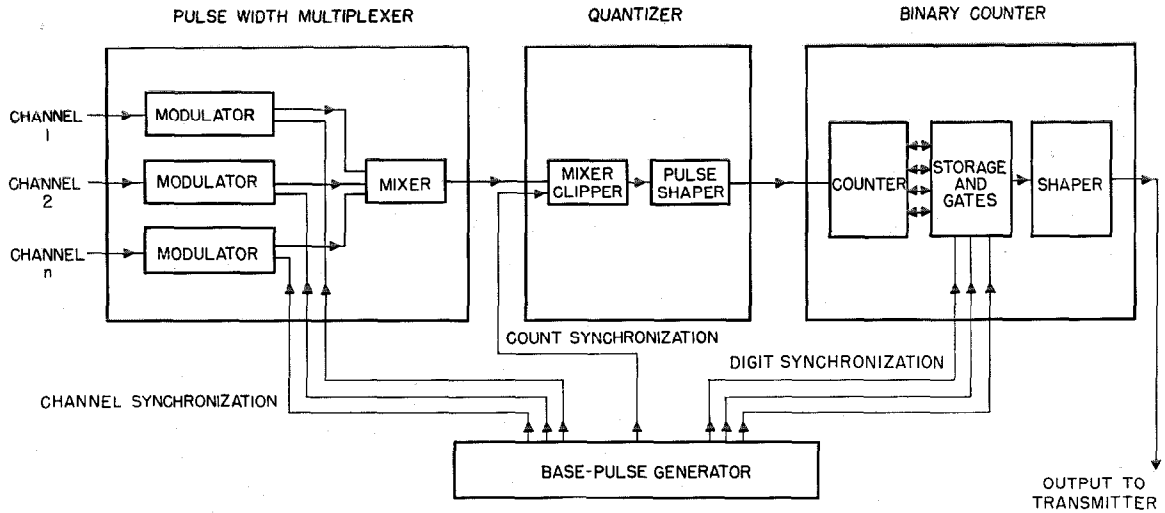 PULSE WIDTH MULTIPLEXER
QUANTIZER
BINARY COUNTER
CHANNEL
1
MODULATOR
CHANNEL
2
MODULATOR
CHANNEL
n
MODULATOR
MIXER
MIXER
CLIPPER
PULSE
SHAPER
COUNTER
STORAGE
AND
GATES
SHAPER
COUNT SYNCHRONIZATION
DIGIT SYNCHRONIZATION
CHANNEL SYNCHRONIZATION
BASE-PULSE GENERATOR
OUTPUT TO
TRANSMITTER